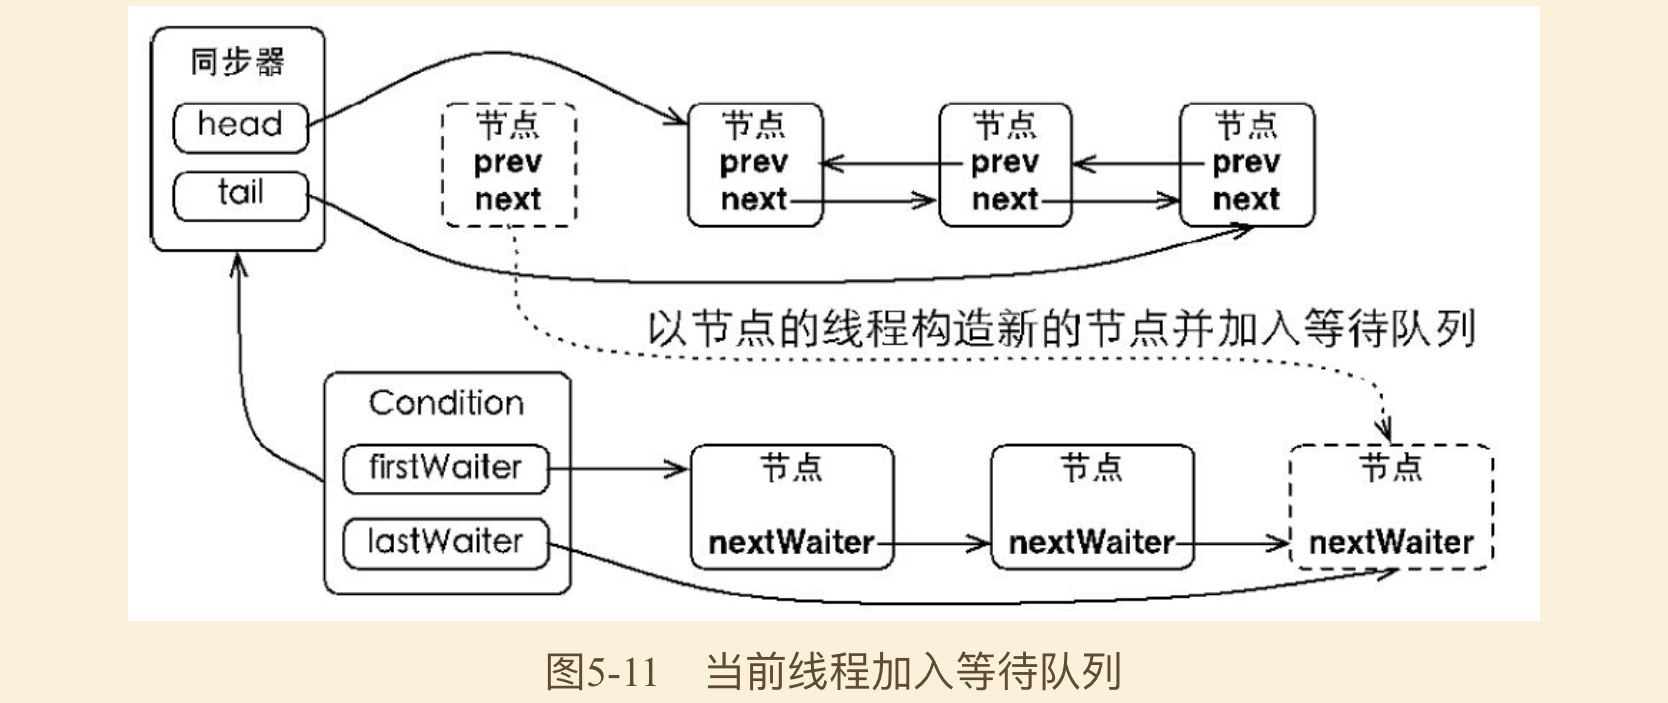 同步器
head
tail
节点
prev
next
节点
prev
next
节点
prev
next
节点
prev
next
以节点的线程构造新的节点并加入等待队列
Condition
firstWaiter
lastWaiter
节点
nextWaiter
节点
nextWaiter
节点
nextWaiter
图5-11 当前线程加入等待队列